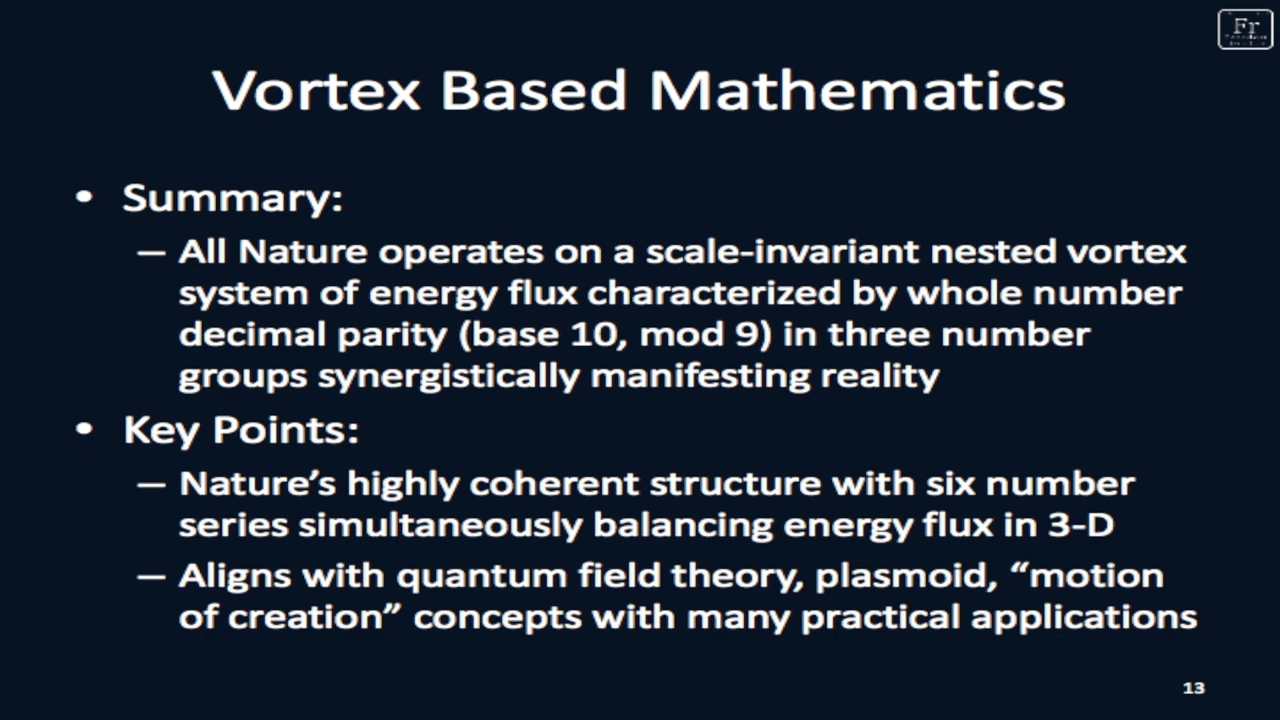 Fr
Vortex Based Mathematics
• Summary:
– All Nature operates on a scale-invariant nested vortex
system of energy flux characterized by whole number
decimal parity (base 10, mod 9) in three number
groups synergistically manifesting reality
• Key Points:
– Nature’s highly coherent structure with six number
series simultaneously balancing energy flux in 3-D
– Aligns with quantum field theory, plasmoid, “motion
of creation” concepts with many practical applications
13